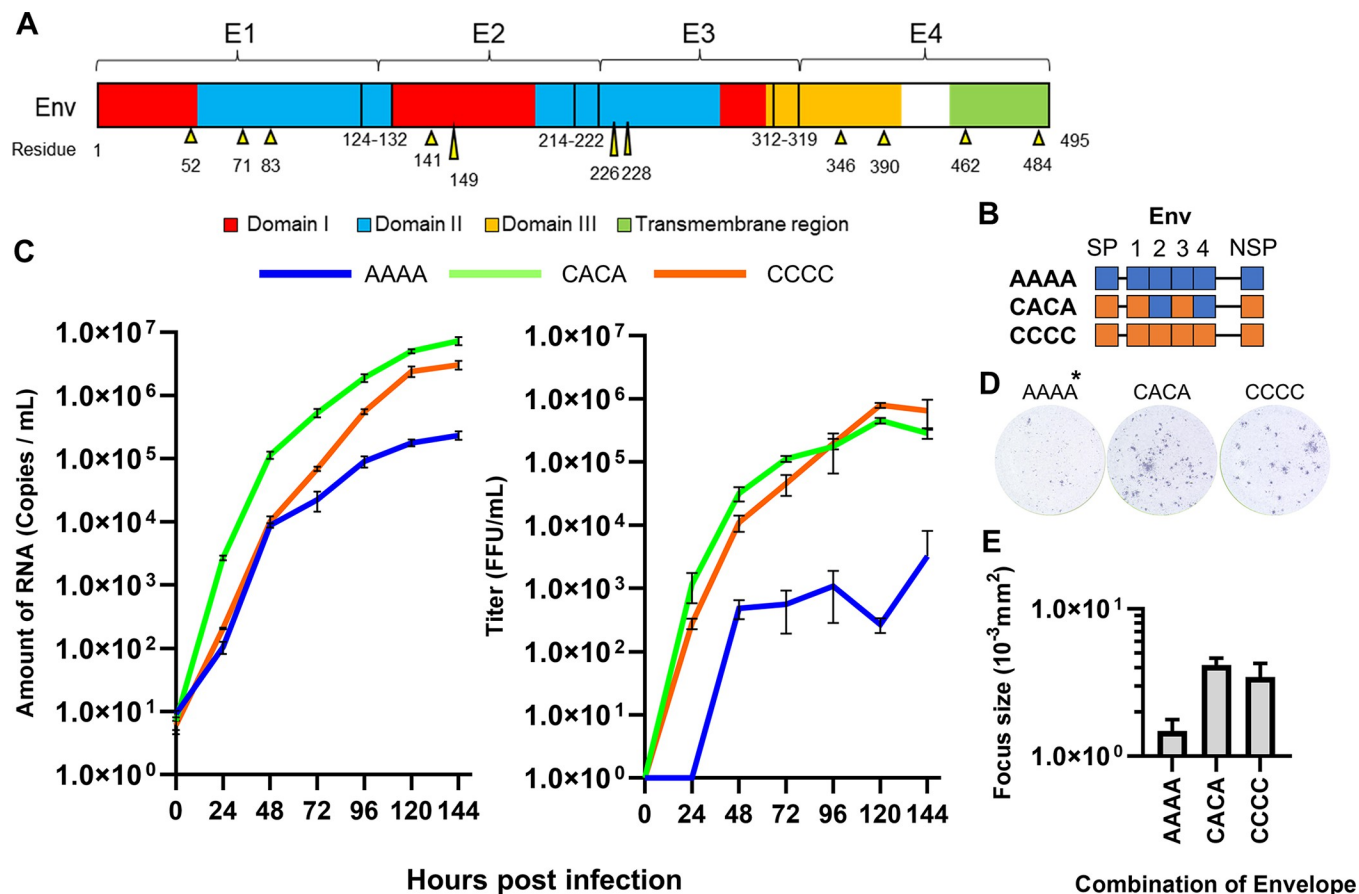 A
E1 E2 E3 E4
Env
Residue 1 52 71 83 124-132 141 149 214-222 226 228 312-319 346 390 462 484 495
Domain I Domain II Domain III Transmembrane region
B
Env
SP 1 2 3 4 NSP
AAAA
CACA
CCCC
C
AAAA CACA CCCC
Amount of RNA (Copies / mL)
1.0×10⁷
1.0×10⁶
1.0×10⁵
1.0×10⁴
1.0×10³
1.0×10²
1.0×10¹
1.0×10⁰
0 24 48 72 96 120 144
Titer (FFU/mL)
1.0×10⁷
1.0×10⁶
1.0×10⁵
1.0×10⁴
1.0×10³
1.0×10²
1.0×10¹
1.0×10⁰
0 24 48 72 96 120 144
Hours post infection
D
AAAA* CACA CCCC
E
Focus size (10⁻³mm²)
1.0×10¹
1.0×10⁰
AAAA CACA CCCC
Combination of Envelope